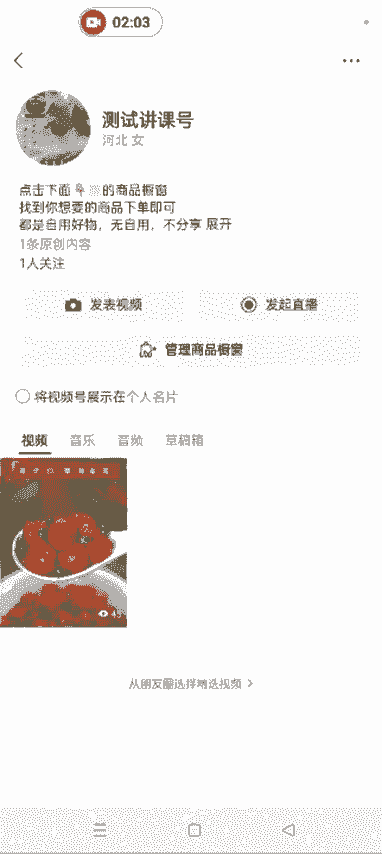 02:03
测试讲课号
河北 女
点击下面的商品橱窗
找到你想要的商品下单即可
都是自用好物，无自用，不分享 展开
1条原创内容
1人关注
发表视频
发起直播
管理商品橱窗
将视频号展示在个人名片
视频 音乐 音频 草稿箱
从朋友圈选择精选视频